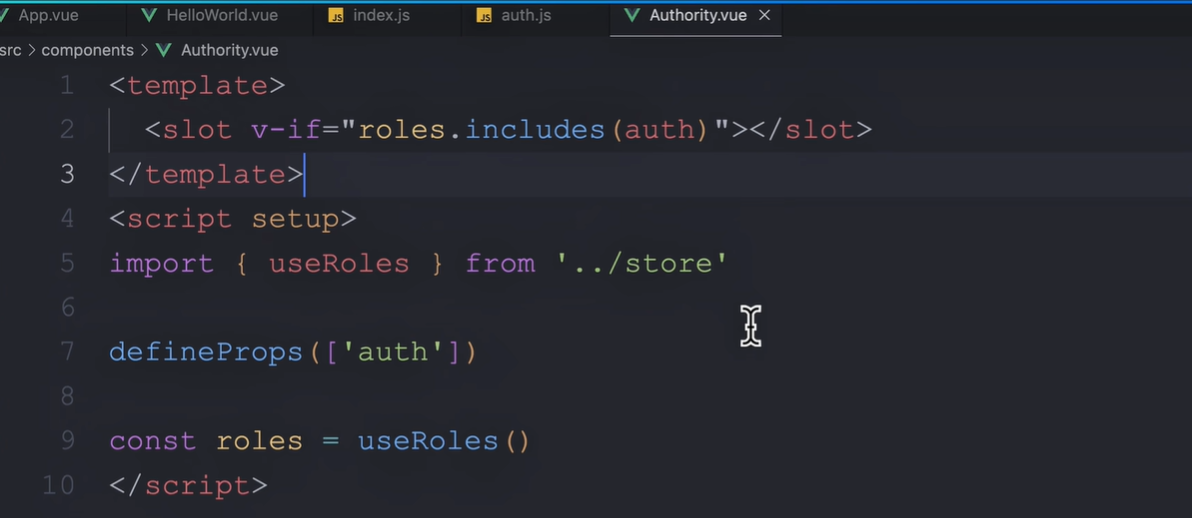 App.vue HelloWorld.vue JS index.js JS auth.js Authority.vue
src > components > Authority.vue
1 <template>
2 <slot v-if="roles.includes(auth)"></slot>
3 </template>
4 <script setup>
5 import { useRoles } from '../store'
6
7 defineProps(['auth'])
8
9 const roles = useRoles()
10 </script>